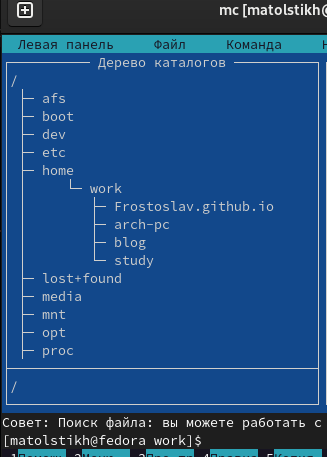 mc [matolstikh@
Левая панель Файл Команда
Дерево каталогов
/
afs
boot
dev
etc
home
work
Frostoslav.github.io
arch-pc
blog
study
lost+found
media
mnt
opt
proc
/
Совет: Поиск файла: вы можете работать с
[matolstikh@fedora work]$